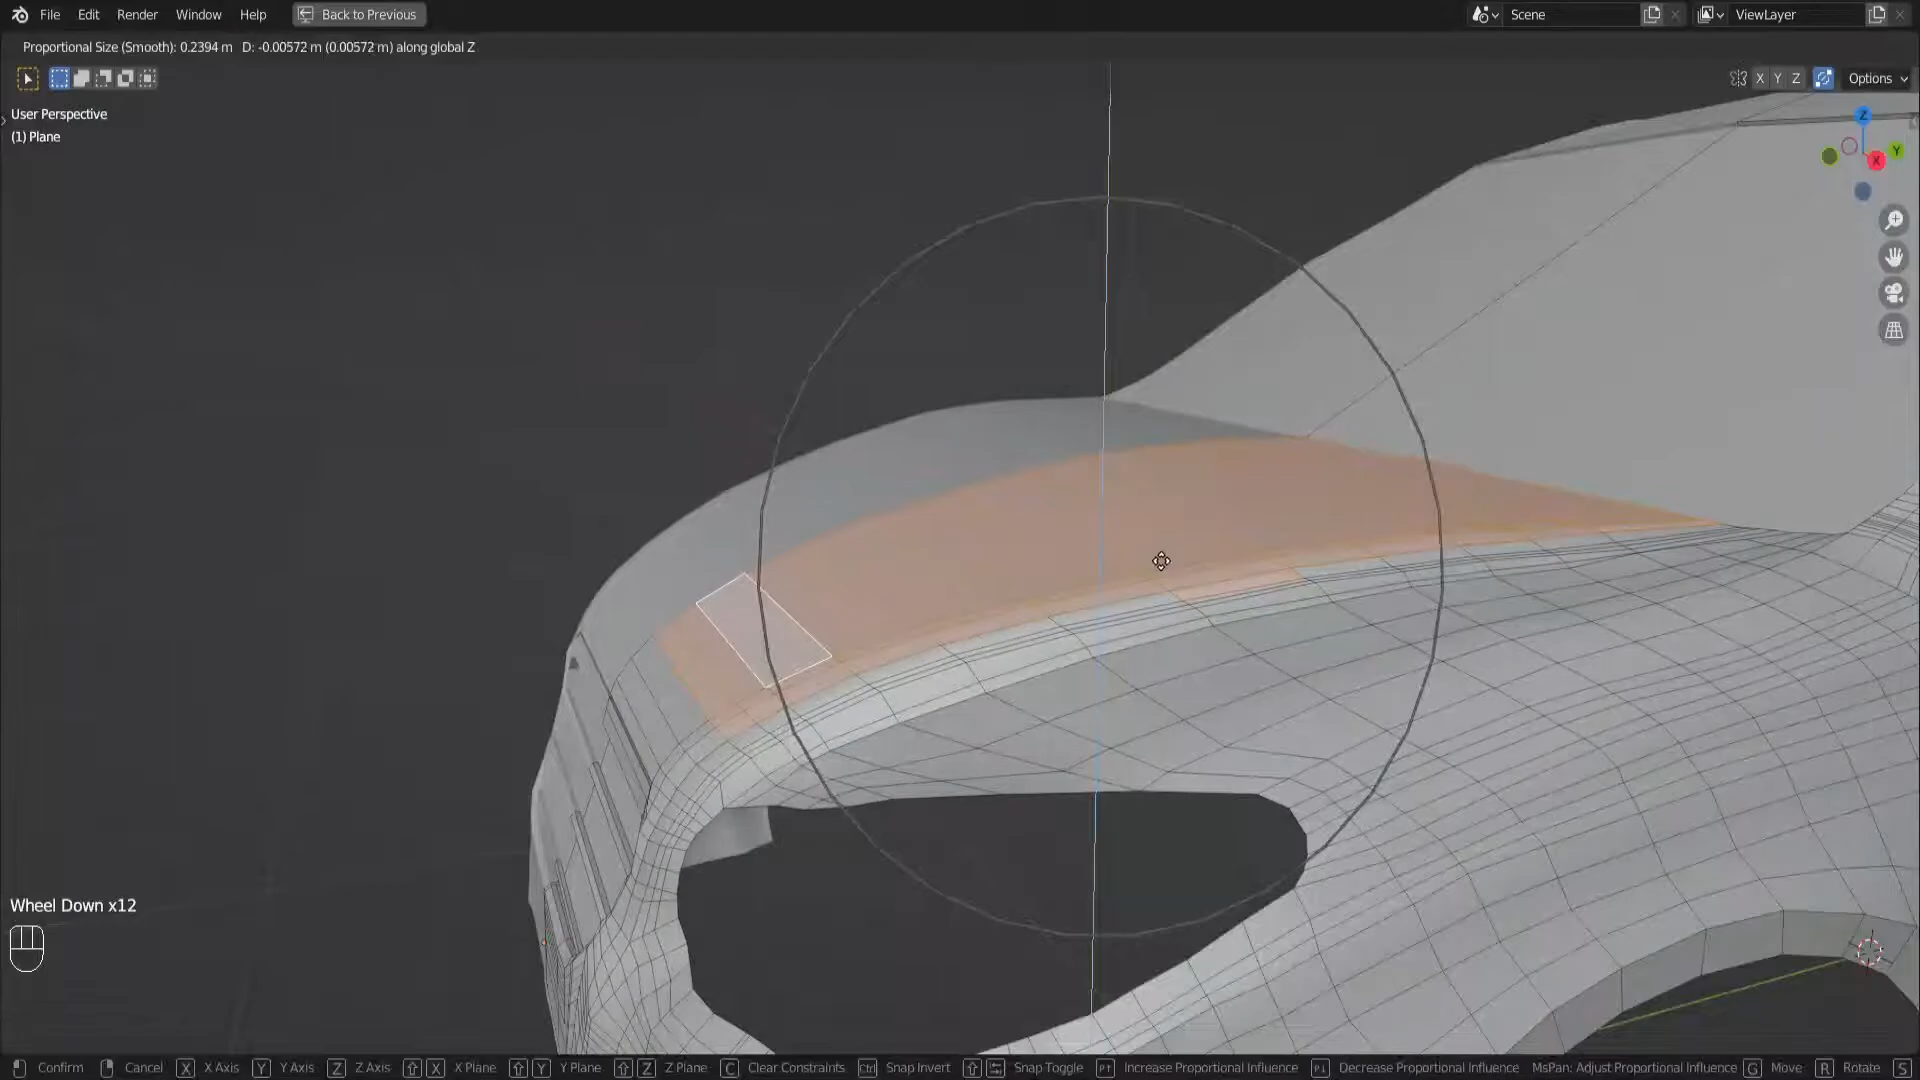 File Edit Render Window Help Back to Previous Scene ViewLayer
Proportional Size (Smooth): 0.2394 m D: -0.00572 m (0.00572 m) along global Z
X Y Z Options
User Perspective
(1) Plane
Z
Y
X
Wheel Down x12
Confirm Cancel X X Axis Y Y Axis Z Z Axis X X Plane Y Y Plane Z Z Plane C Clear Constraints Ctrl Snap Invert Snap Toggle P↑ Increase Proportional Influence P↓ Decrease Proportional Influence MsPan: Adjust Proportional Influence G Move R Rotate S